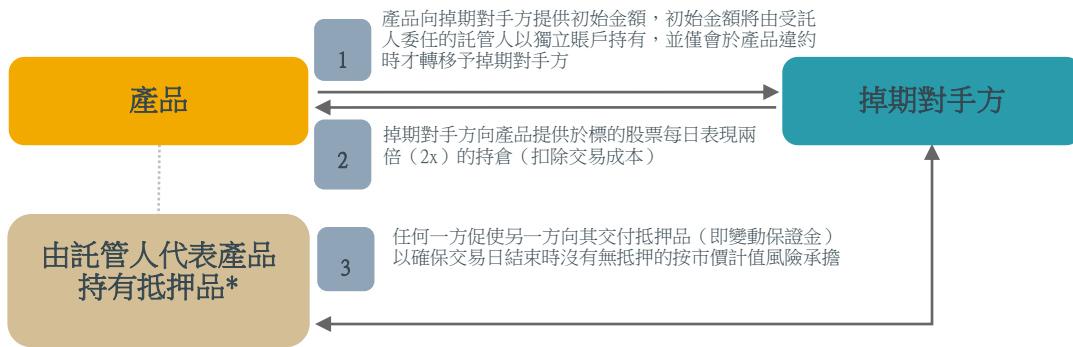 產品向掉期對手方提供初始金額，初始金額將由受託
人委任的託管人以獨立賬戶持有，並僅會於產品違約
時才轉移予掉期對手方
1
產品
掉期對手方
掉期對手方向產品提供於標的股票每日表現兩
倍（2x）的持倉（扣除交易成本）
2
任何一方促使另一方向其交付抵押品（即變動保證金）
以確保交易日結束時沒有無抵押的按市價計值風險承擔
3
由託管人代表產品
持有抵押品*